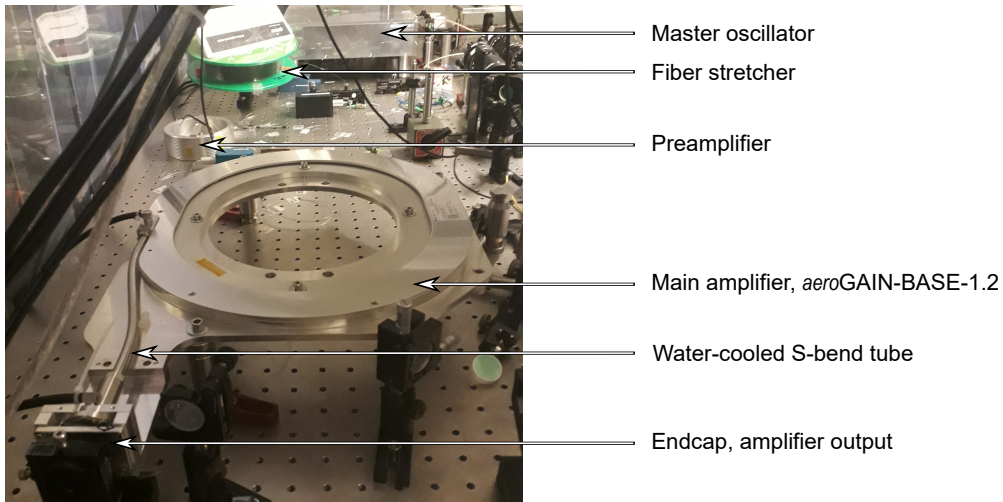 Master oscillator
Fiber stretcher
Preamplifier
Main amplifier, aeroGAIN-BASE-1.2
Water-cooled S-bend tube
Endcap, amplifier output